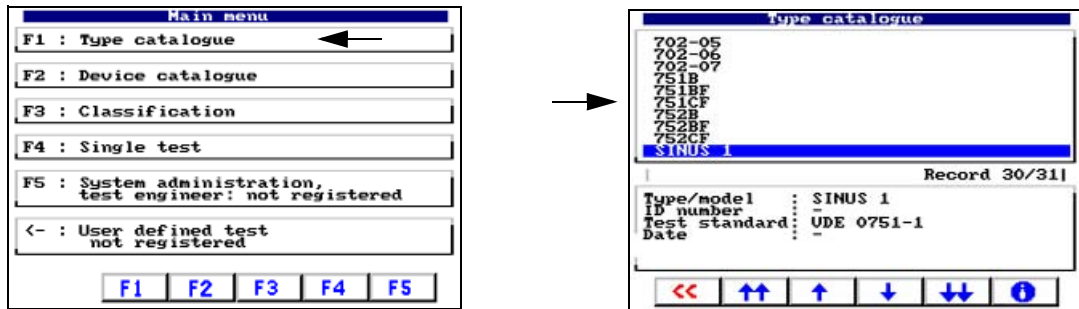 Main menu
F1 : Type catalogue
F2 : Device catalogue
F3 : Classification
F4 : Single test
F5 : System administration,
test engineer: not registered
<- : User defined test
not registered
F1 F2 F3 F4 F5
Type catalogue
702-05
702-06
702-07
751B
751BF
751CF
752B
752BF
752CF
SINUS 1
Record 30/31
Type/model : SINUS 1
ID number : -
Test standard: VDE 0751-1
Date : -
<<